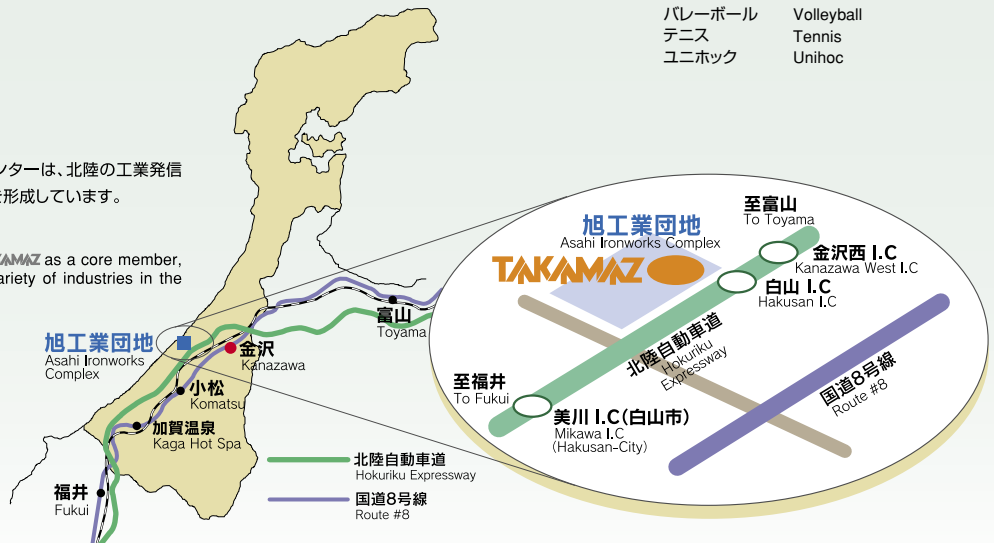 バレーボール Volleyball
テニス Tennis
ユニホック Unihoc
ンターは、北陸の工業発信
を形成しています。
TAKAMAZ as a core member,
ariety of industries in the
旭工業団地
Asahi Ironworks
Complex
金沢
Kanazawa
富山
Toyama
小松
Komatsu
加賀温泉
Kaga Hot Spa
福井
Fukui
北陸自動車道
Hokuriku Expressway
国道8号線
Route #8
至富山
To Toyama
旭工業団地
Asahi Ironworks Complex
TAKAMAZ
金沢西 I.C
Kanazawa West I.C
白山 I.C
Hakusan I.C
北陸自動車道
Hokuriku
Expressway
至福井
To Fukui
美川 I.C(白山市)
Mikawa I.C
(Hakusan-City)
国道8号線
Route #8